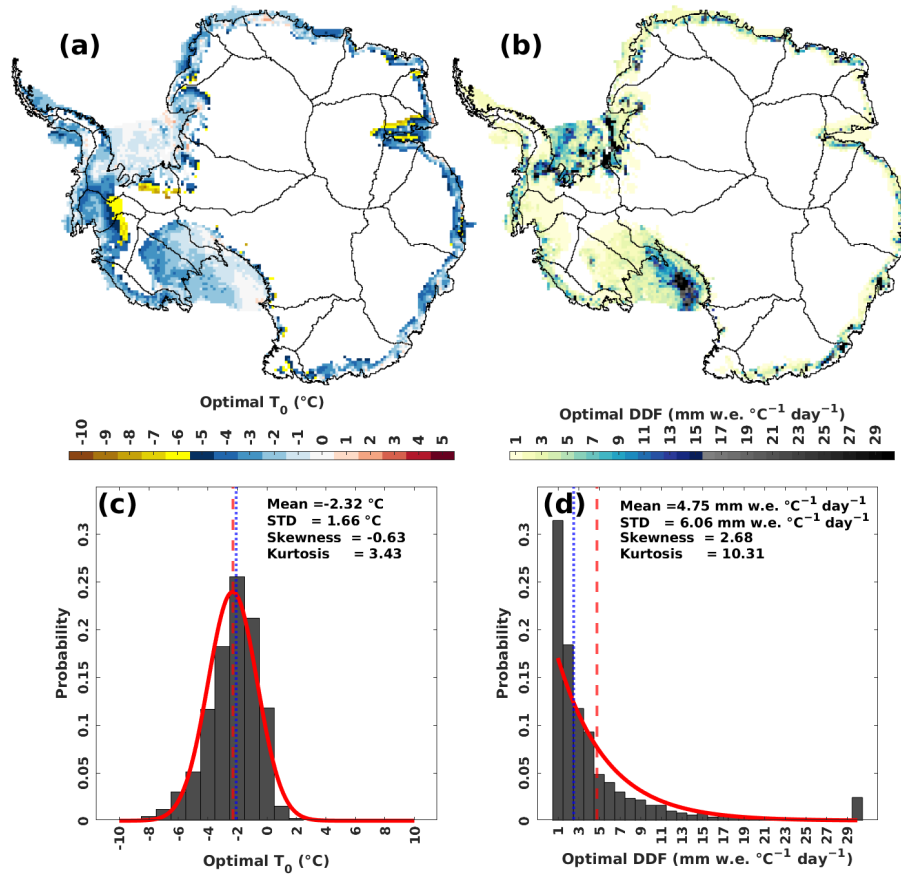 (a)
(b)
Optimal T₀ (°C)
-10 -9 -8 -7 -6 -5 -4 -3 -2 -1 0 1 2 3 4 5
Optimal DDF (mm w.e. °C⁻¹ day⁻¹)
1 3 5 7 9 11 13 15 17 19 21 23 25 27 29
(c)
Mean =-2.32 °C
STD = 1.66 °C
Skewness = -0.63
Kurtosis = 3.43
Probability
0 0.05 0.1 0.15 0.2 0.25 0.3
-10 -8 -6 -4 -2 0 2 4 6 8 10
Optimal T₀ (°C)
(d)
Mean =4.75 mm w.e. °C⁻¹ day⁻¹
STD = 6.06 mm w.e. °C⁻¹ day⁻¹
Skewness = 2.68
Kurtosis = 10.31
Probability
0 0.05 0.1 0.15 0.2 0.25 0.3
1 3 5 7 9 11 13 15 17 19 21 23 25 27 29
Optimal DDF (mm w.e. °C⁻¹ day⁻¹)